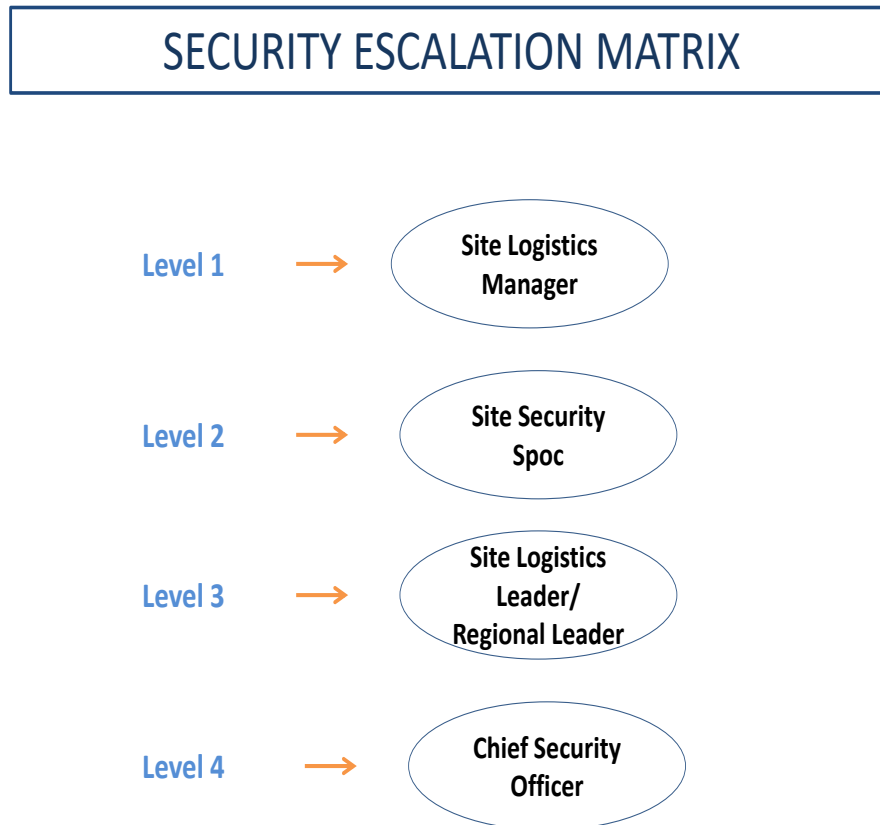 SECURITY ESCALATION MATRIX
Level 1
Site Logistics
Manager
Level 2
Site Security
Spoc
Level 3
Site Logistics
Leader/
Regional Leader
Level 4
Chief Security
Officer